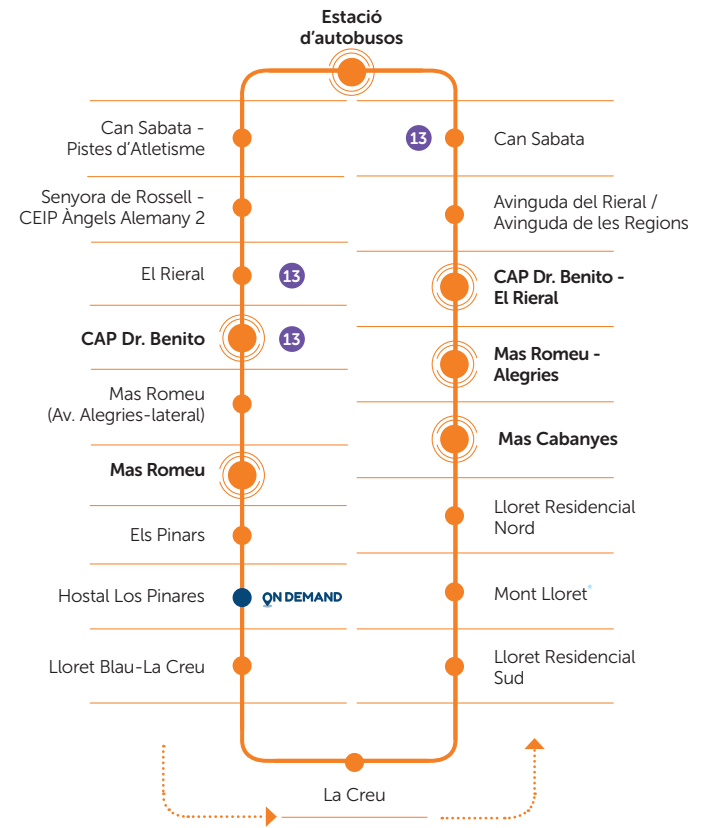 Estació
d'autobusos
Can Sabata -
Pistes d'Atletisme
Senyora de Rossell -
CEIP Àngels Alemany 2
El Rieral
13
CAP Dr. Benito
13
Mas Romeu
(Av. Alegries-lateral)
Mas Romeu
Els Pinars
Hostal Los Pinares
ON DEMAND
Lloret Blau-La Creu
La Creu
13
Can Sabata
Avinguda del Rieral /
Avinguda de les Regions
CAP Dr. Benito -
El Rieral
Mas Romeu -
Alegries
Mas Cabanyes
Lloret Residencial
Nord
Mont Lloret*
Lloret Residencial
Sud